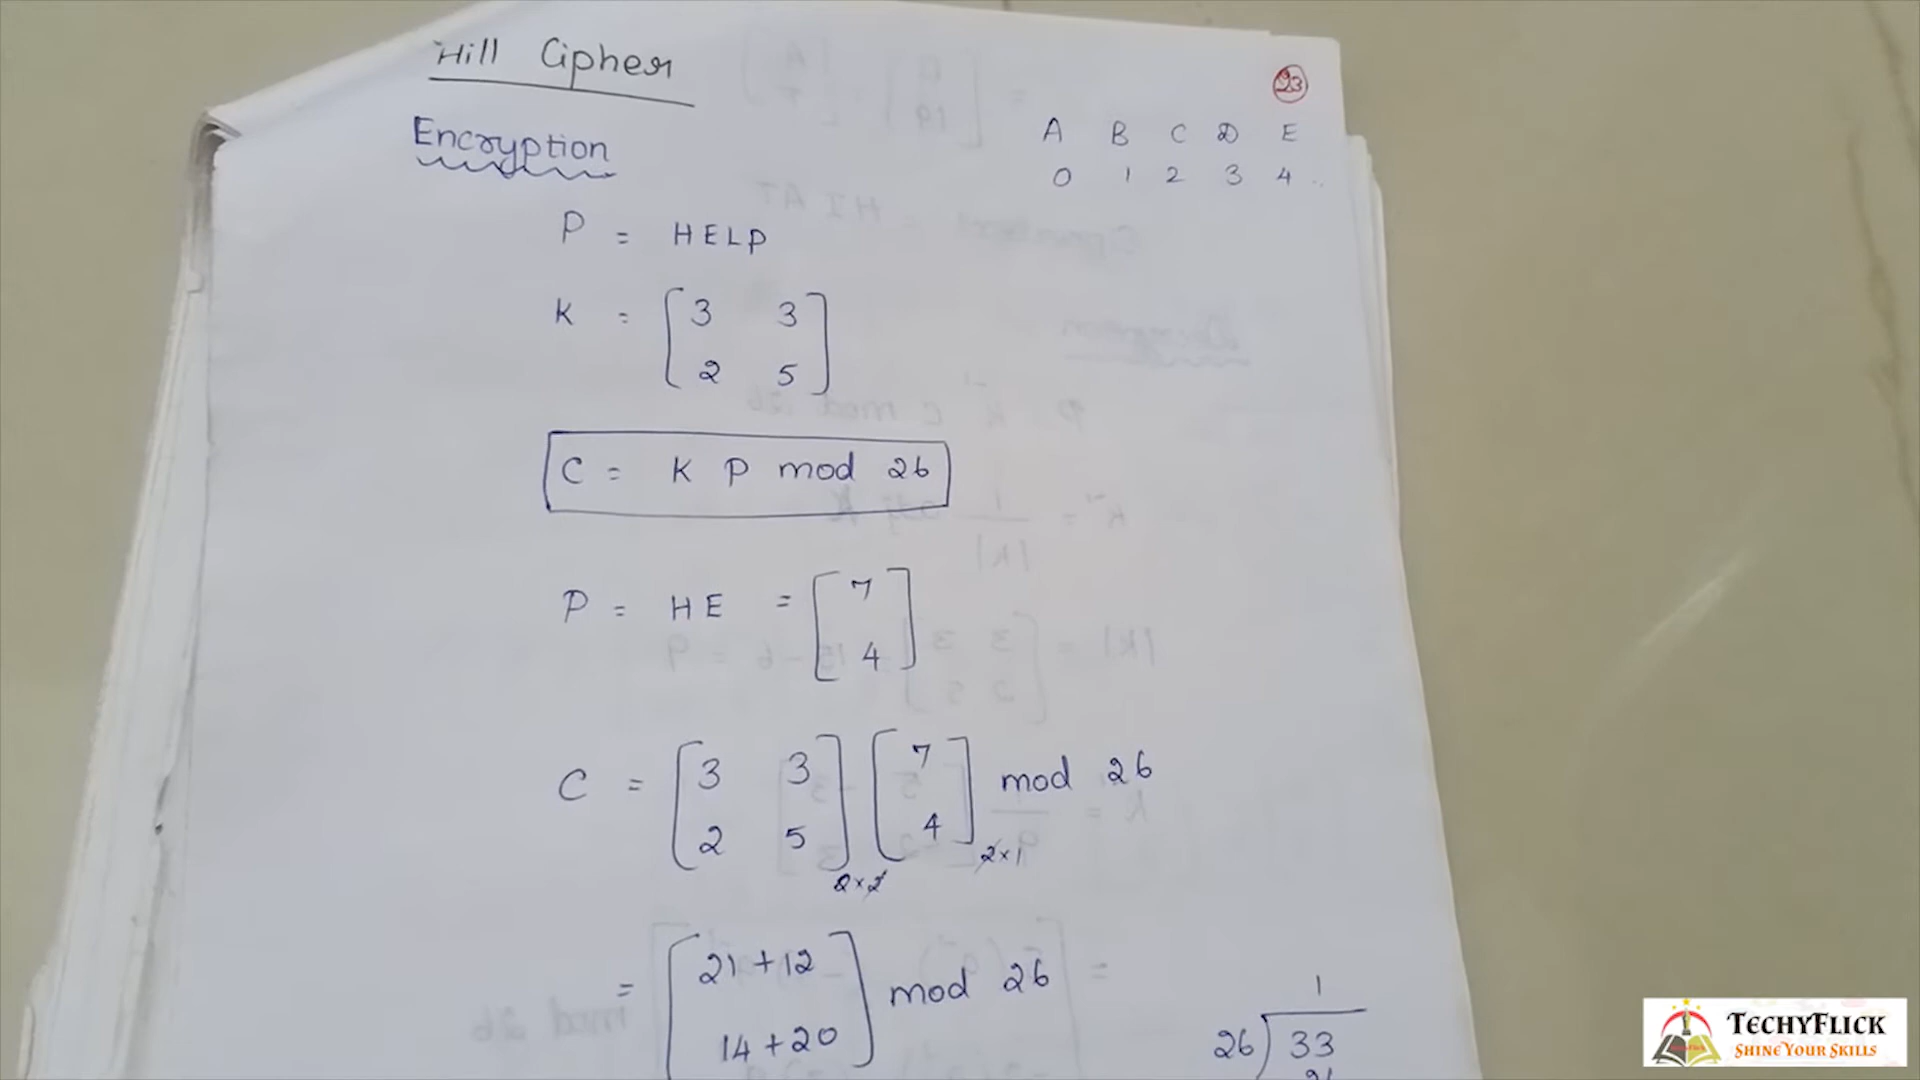 Hill Cipher
23
Encryption
A B C D E
0 1 2 3 4 ..
P = HELP
K = [3 3
2 5]
C = K P mod 26
P = HE = [7
4]
C = [3 3
2 5] [7
4] mod 26
2×2 2×1
= [21+12
14+20] mod 26
1
26)33
TECHYFLICK
SHINE YOUR SKILLS